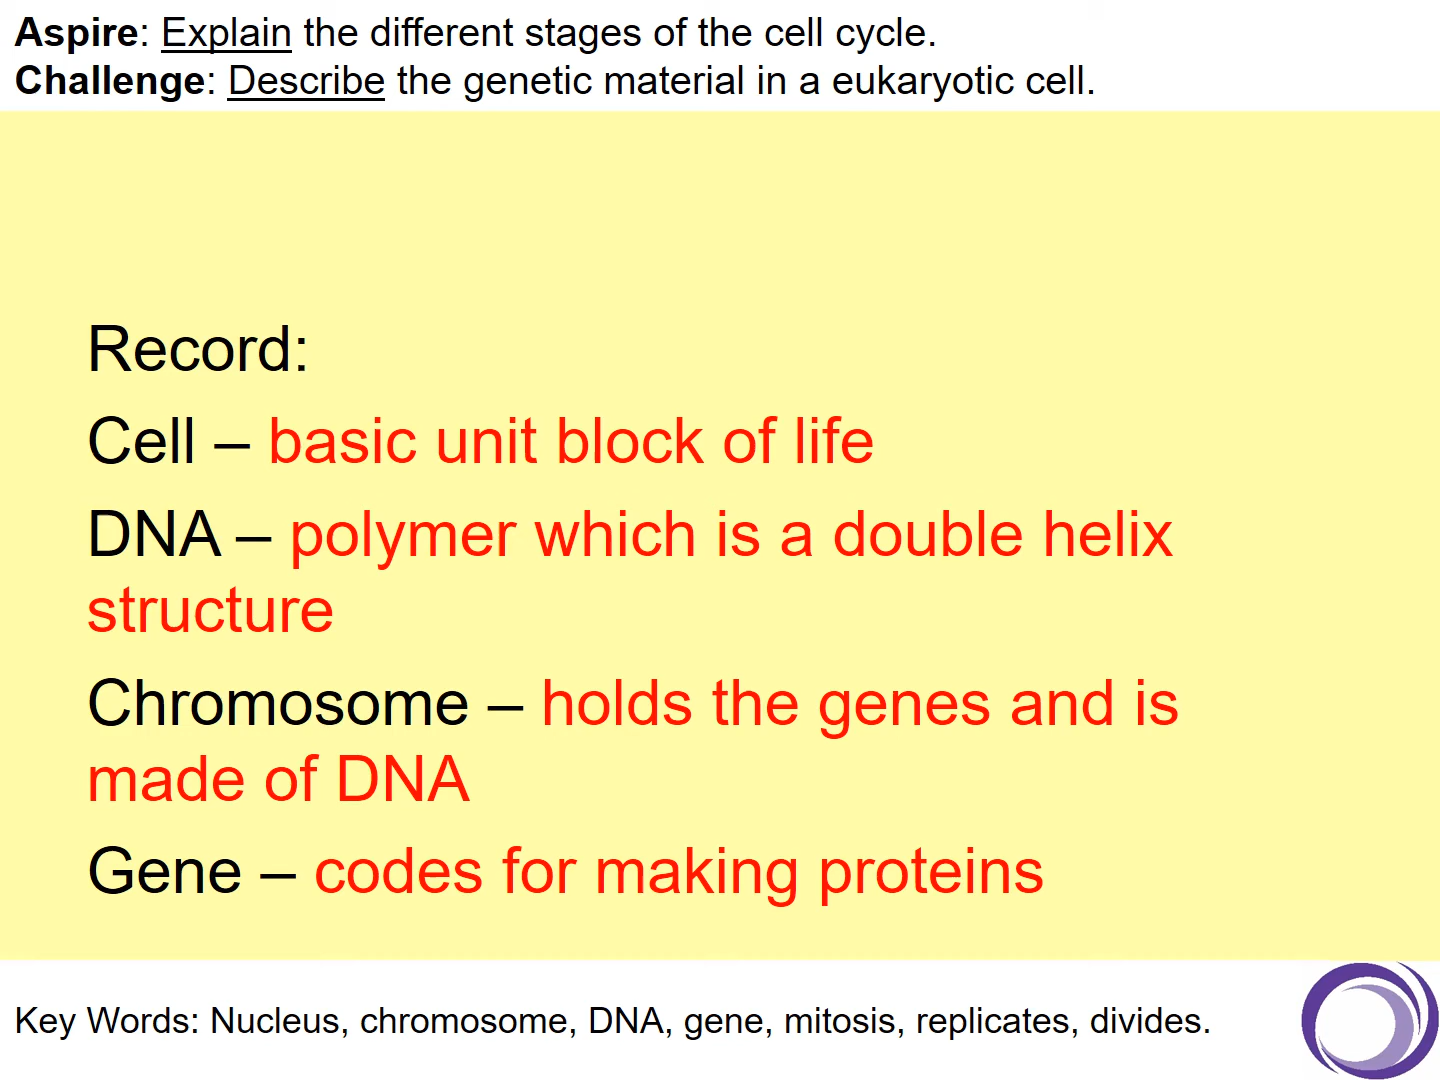 Aspire: Explain the different stages of the cell cycle.
Challenge: Describe the genetic material in a eukaryotic cell.
Record:
Cell – basic unit block of life
DNA – polymer which is a double helix
structure
Chromosome – holds the genes and is
made of DNA
Gene – codes for making proteins
Key Words: Nucleus, chromosome, DNA, gene, mitosis, replicates, divides.